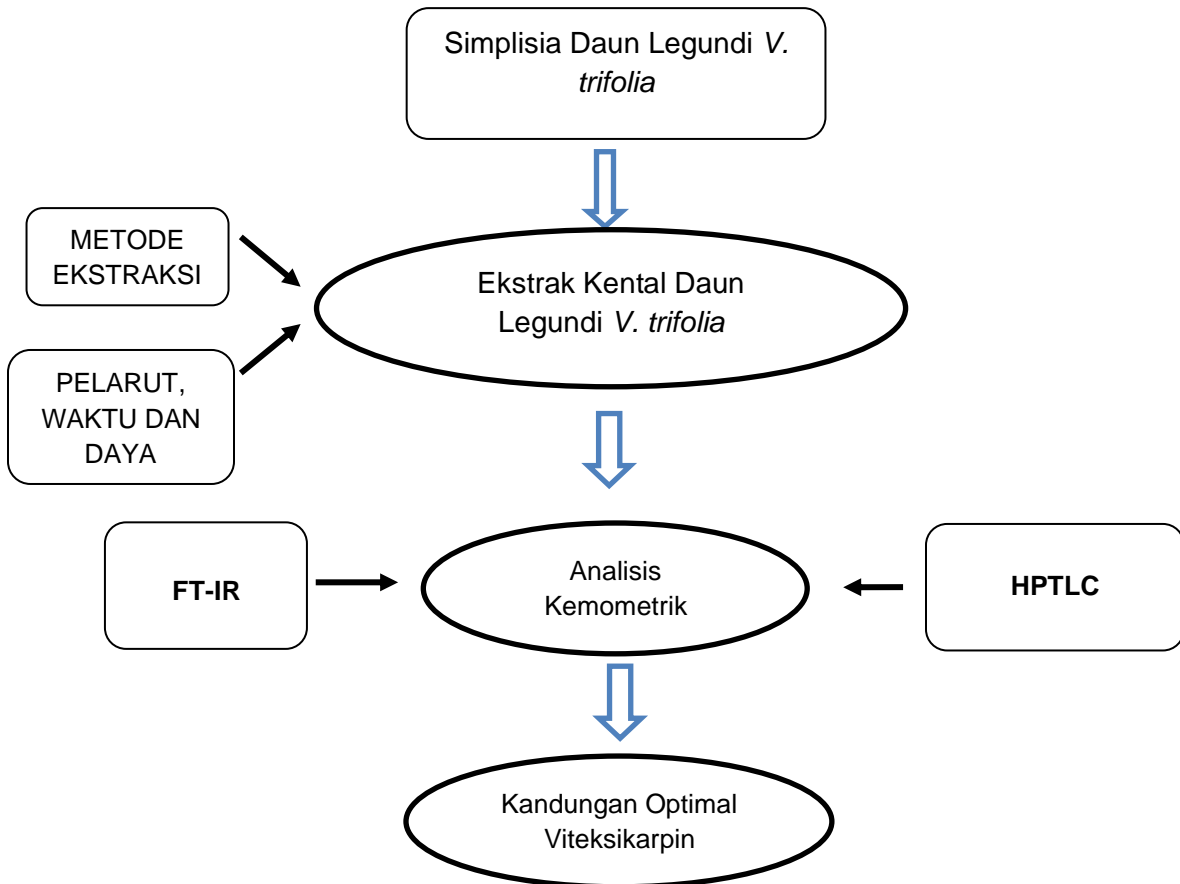 Simplisia Daun Legundi V.
trifolia
METODE
EKSTRAKSI
Ekstrak Kental Daun
Legundi V. trifolia
PELARUT,
WAKTU DAN
DAYA
FT-IR
Analisis
Kemometrik
HPTLC
Kandungan Optimal
Viteksikarpin